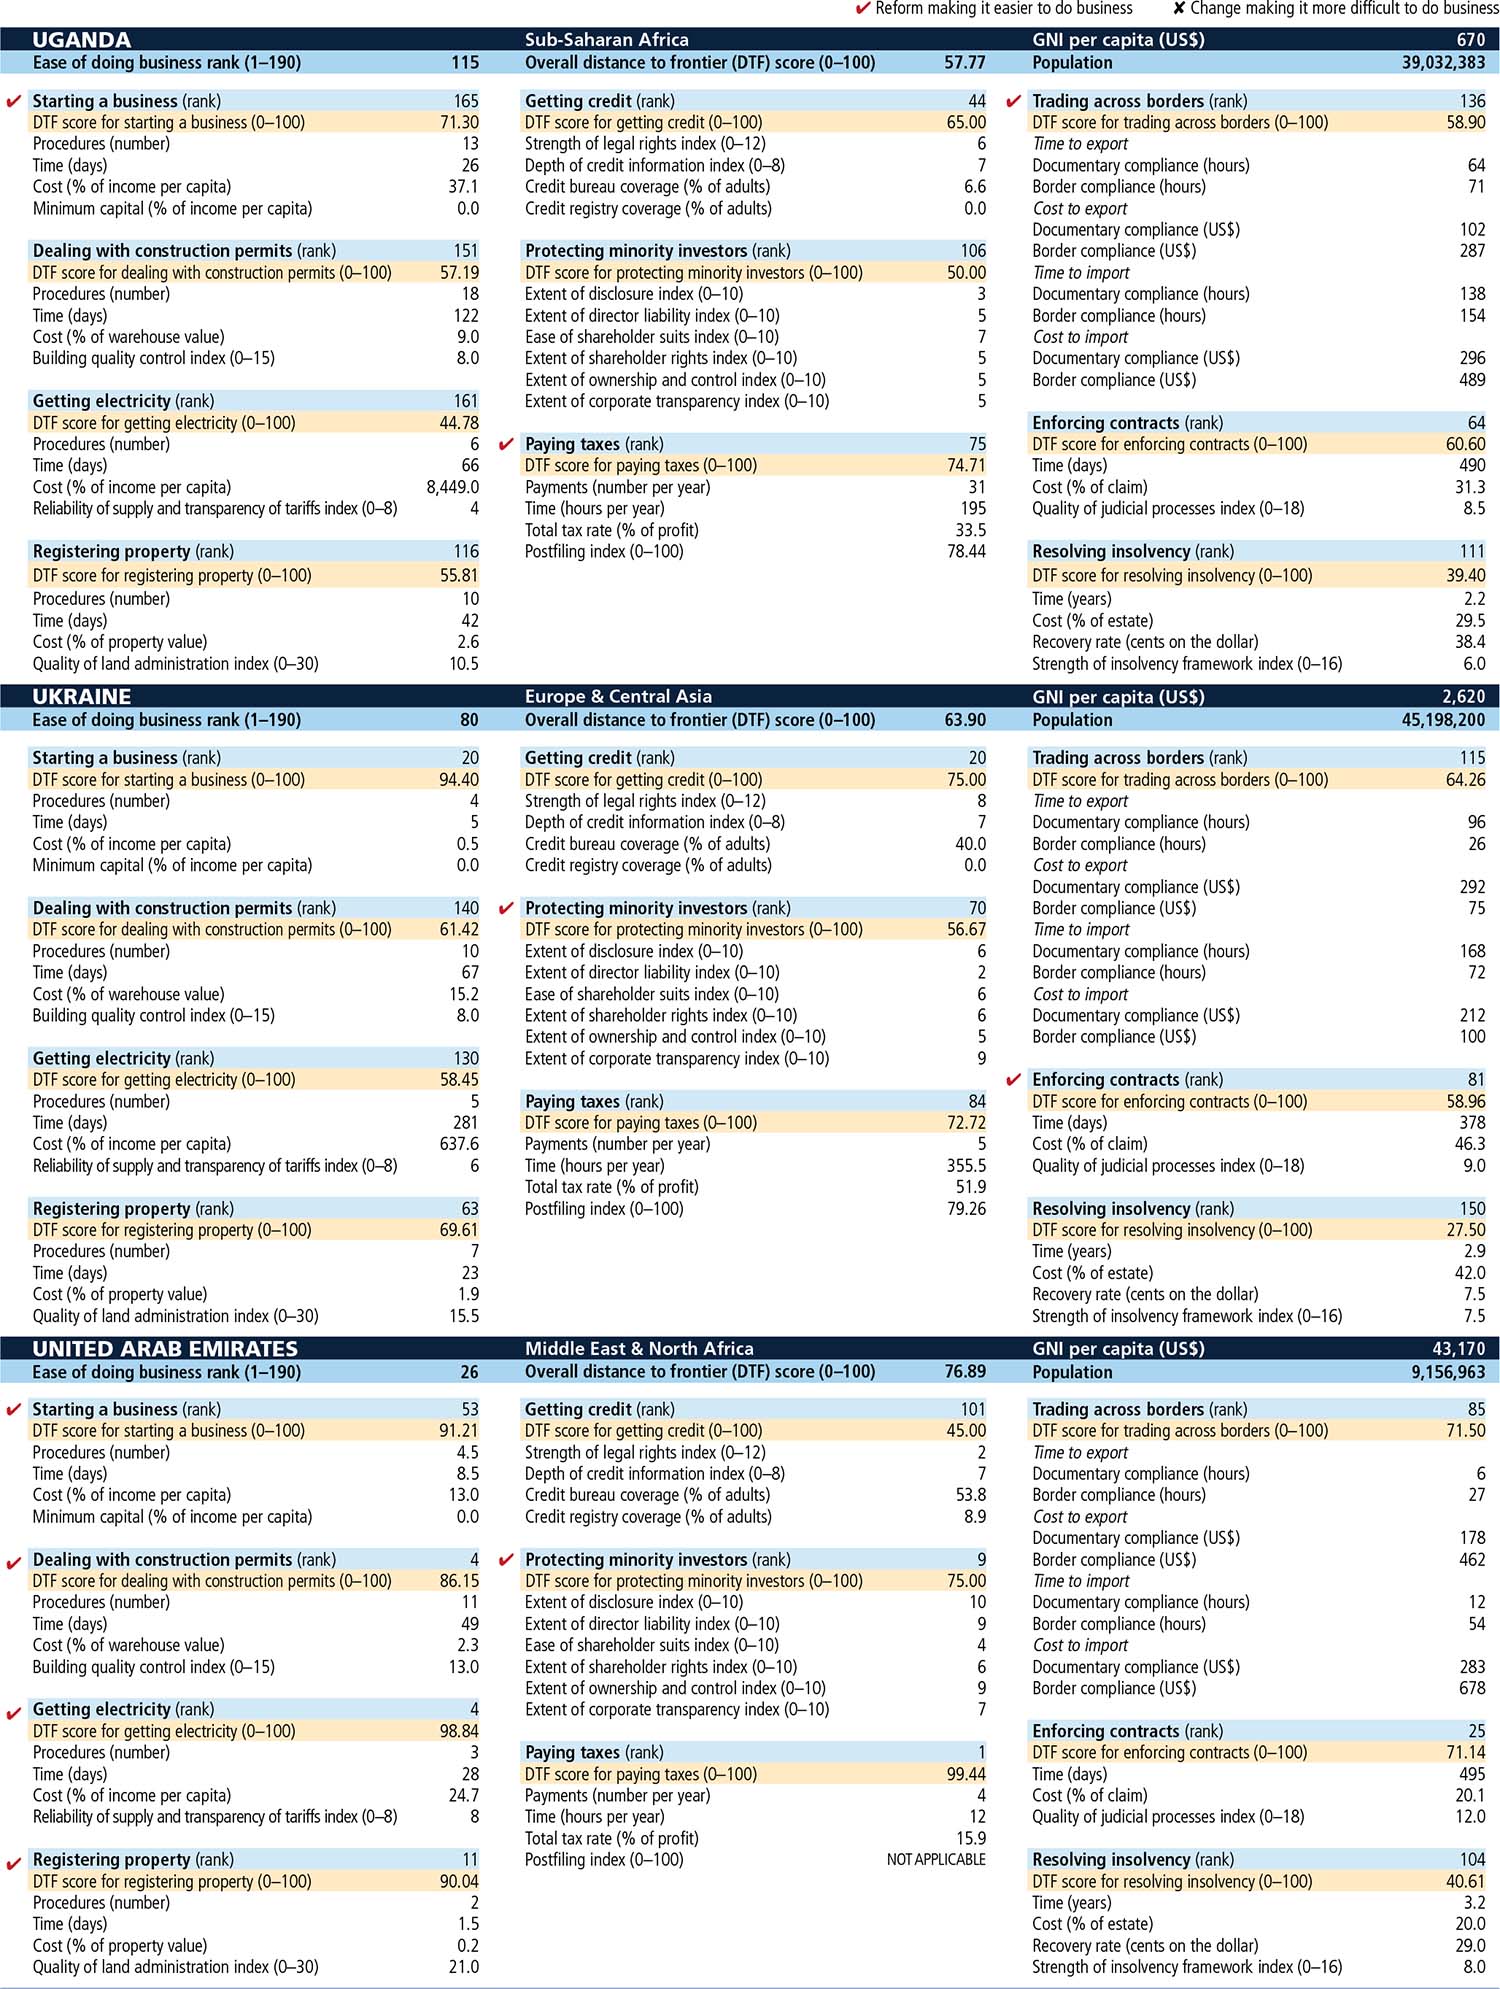 ✔ Reform making it easier to do business ✘ Change making it more difficult to do business
UGANDA Sub-Saharan Africa GNI per capita (US$) 670
Ease of doing business rank (1–190) 115 Overall distance to frontier (DTF) score (0–100) 57.77 Population 39,032,383
✔ Starting a business (rank) 165
DTF score for starting a business (0–100) 71.30
Procedures (number) 13
Time (days) 26
Cost (% of income per capita) 37.1
Minimum capital (% of income per capita) 0.0
Dealing with construction permits (rank) 151
DTF score for dealing with construction permits (0–100) 57.19
Procedures (number) 18
Time (days) 122
Cost (% of warehouse value) 9.0
Building quality control index (0–15) 8.0
Getting electricity (rank) 161
DTF score for getting electricity (0–100) 44.78
Procedures (number) 6
Time (days) 66
Cost (% of income per capita) 8,449.0
Reliability of supply and transparency of tariffs index (0–8) 4
Registering property (rank) 116
DTF score for registering property (0–100) 55.81
Procedures (number) 10
Time (days) 42
Cost (% of property value) 2.6
Quality of land administration index (0–30) 10.5
Getting credit (rank) 44
DTF score for getting credit (0–100) 65.00
Strength of legal rights index (0–12) 6
Depth of credit information index (0–8) 7
Credit bureau coverage (% of adults) 6.6
Credit registry coverage (% of adults) 0.0
Protecting minority investors (rank) 106
DTF score for protecting minority investors (0–100) 50.00
Extent of disclosure index (0–10) 3
Extent of director liability index (0–10) 5
Ease of shareholder suits index (0–10) 7
Extent of shareholder rights index (0–10) 5
Extent of ownership and control index (0–10) 5
Extent of corporate transparency index (0–10) 5
✔ Paying taxes (rank) 75
DTF score for paying taxes (0–100) 74.71
Payments (number per year) 31
Time (hours per year) 195
Total tax rate (% of profit) 33.5
Postfiling index (0–100) 78.44
✔ Trading across borders (rank) 136
DTF score for trading across borders (0–100) 58.90
Time to export
Documentary compliance (hours) 64
Border compliance (hours) 71
Cost to export
Documentary compliance (US$) 102
Border compliance (US$) 287
Time to import
Documentary compliance (hours) 138
Border compliance (hours) 154
Cost to import
Documentary compliance (US$) 296
Border compliance (US$) 489
Enforcing contracts (rank) 64
DTF score for enforcing contracts (0–100) 60.60
Time (days) 490
Cost (% of claim) 31.3
Quality of judicial processes index (0–18) 8.5
Resolving insolvency (rank) 111
DTF score for resolving insolvency (0–100) 39.40
Time (years) 2.2
Cost (% of estate) 29.5
Recovery rate (cents on the dollar) 38.4
Strength of insolvency framework index (0–16) 6.0
UKRAINE Europe & Central Asia GNI per capita (US$) 2,620
Ease of doing business rank (1–190) 80 Overall distance to frontier (DTF) score (0–100) 63.90 Population 45,198,200
Starting a business (rank) 20
DTF score for starting a business (0–100) 94.40
Procedures (number) 4
Time (days) 5
Cost (% of income per capita) 0.5
Minimum capital (% of income per capita) 0.0
Dealing with construction permits (rank) 140
DTF score for dealing with construction permits (0–100) 61.42
Procedures (number) 10
Time (days) 67
Cost (% of warehouse value) 15.2
Building quality control index (0–15) 8.0
Getting electricity (rank) 130
DTF score for getting electricity (0–100) 58.45
Procedures (number) 5
Time (days) 281
Cost (% of income per capita) 637.6
Reliability of supply and transparency of tariffs index (0–8) 6
Registering property (rank) 63
DTF score for registering property (0–100) 69.61
Procedures (number) 7
Time (days) 23
Cost (% of property value) 1.9
Quality of land administration index (0–30) 15.5
Getting credit (rank) 20
DTF score for getting credit (0–100) 75.00
Strength of legal rights index (0–12) 8
Depth of credit information index (0–8) 7
Credit bureau coverage (% of adults) 40.0
Credit registry coverage (% of adults) 0.0
✔ Protecting minority investors (rank) 70
DTF score for protecting minority investors (0–100) 56.67
Extent of disclosure index (0–10) 6
Extent of director liability index (0–10) 2
Ease of shareholder suits index (0–10) 6
Extent of shareholder rights index (0–10) 6
Extent of ownership and control index (0–10) 5
Extent of corporate transparency index (0–10) 9
Paying taxes (rank) 84
DTF score for paying taxes (0–100) 72.72
Payments (number per year) 5
Time (hours per year) 355.5
Total tax rate (% of profit) 51.9
Postfiling index (0–100) 79.26
Trading across borders (rank) 115
DTF score for trading across borders (0–100) 64.26
Time to export
Documentary compliance (hours) 96
Border compliance (hours) 26
Cost to export
Documentary compliance (US$) 292
Border compliance (US$) 75
Time to import
Documentary compliance (hours) 168
Border compliance (hours) 72
Cost to import
Documentary compliance (US$) 212
Border compliance (US$) 100
✔ Enforcing contracts (rank) 81
DTF score for enforcing contracts (0–100) 58.96
Time (days) 378
Cost (% of claim) 46.3
Quality of judicial processes index (0–18) 9.0
Resolving insolvency (rank) 150
DTF score for resolving insolvency (0–100) 27.50
Time (years) 2.9
Cost (% of estate) 42.0
Recovery rate (cents on the dollar) 7.5
Strength of insolvency framework index (0–16) 7.5
UNITED ARAB EMIRATES Middle East & North Africa GNI per capita (US$) 43,170
Ease of doing business rank (1–190) 26 Overall distance to frontier (DTF) score (0–100) 76.89 Population 9,156,963
✔ Starting a business (rank) 53
DTF score for starting a business (0–100) 91.21
Procedures (number) 4.5
Time (days) 8.5
Cost (% of income per capita) 13.0
Minimum capital (% of income per capita) 0.0
✔ Dealing with construction permits (rank) 4
DTF score for dealing with construction permits (0–100) 86.15
Procedures (number) 11
Time (days) 49
Cost (% of warehouse value) 2.3
Building quality control index (0–15) 13.0
✔ Getting electricity (rank) 4
DTF score for getting electricity (0–100) 98.84
Procedures (number) 3
Time (days) 28
Cost (% of income per capita) 24.7
Reliability of supply and transparency of tariffs index (0–8) 8
✔ Registering property (rank) 11
DTF score for registering property (0–100) 90.04
Procedures (number) 2
Time (days) 1.5
Cost (% of property value) 0.2
Quality of land administration index (0–30) 21.0
Getting credit (rank) 101
DTF score for getting credit (0–100) 45.00
Strength of legal rights index (0–12) 2
Depth of credit information index (0–8) 7
Credit bureau coverage (% of adults) 53.8
Credit registry coverage (% of adults) 8.9
✔ Protecting minority investors (rank) 9
DTF score for protecting minority investors (0–100) 75.00
Extent of disclosure index (0–10) 10
Extent of director liability index (0–10) 9
Ease of shareholder suits index (0–10) 4
Extent of shareholder rights index (0–10) 6
Extent of ownership and control index (0–10) 9
Extent of corporate transparency index (0–10) 7
Paying taxes (rank) 1
DTF score for paying taxes (0–100) 99.44
Payments (number per year) 4
Time (hours per year) 12
Total tax rate (% of profit) 15.9
Postfiling index (0–100) NOT APPLICABLE
Trading across borders (rank) 85
DTF score for trading across borders (0–100) 71.50
Time to export
Documentary compliance (hours) 6
Border compliance (hours) 27
Cost to export
Documentary compliance (US$) 178
Border compliance (US$) 462
Time to import
Documentary compliance (hours) 12
Border compliance (hours) 54
Cost to import
Documentary compliance (US$) 283
Border compliance (US$) 678
Enforcing contracts (rank) 25
DTF score for enforcing contracts (0–100) 71.14
Time (days) 495
Cost (% of claim) 20.1
Quality of judicial processes index (0–18) 12.0
Resolving insolvency (rank) 104
DTF score for resolving insolvency (0–100) 40.61
Time (years) 3.2
Cost (% of estate) 20.0
Recovery rate (cents on the dollar) 29.0
Strength of insolvency framework index (0–16) 8.0